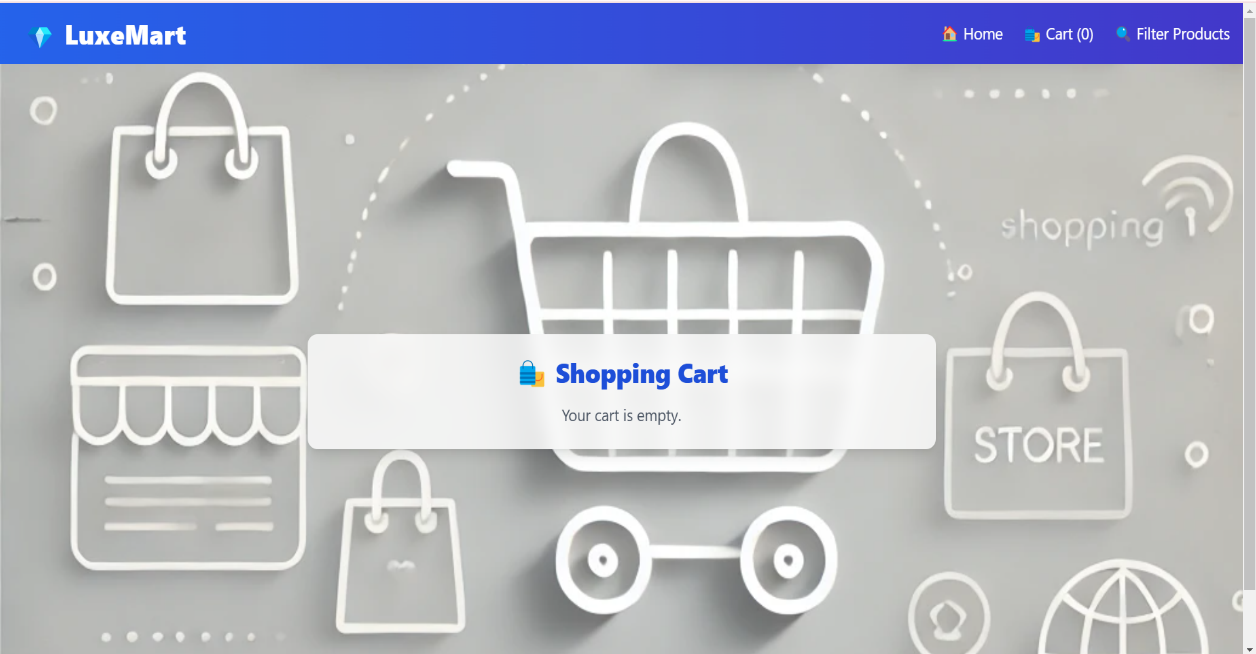 LuxeMart
Home
Cart (0)
Filter Products
shopping
Shopping Cart
Your cart is empty.
STORE